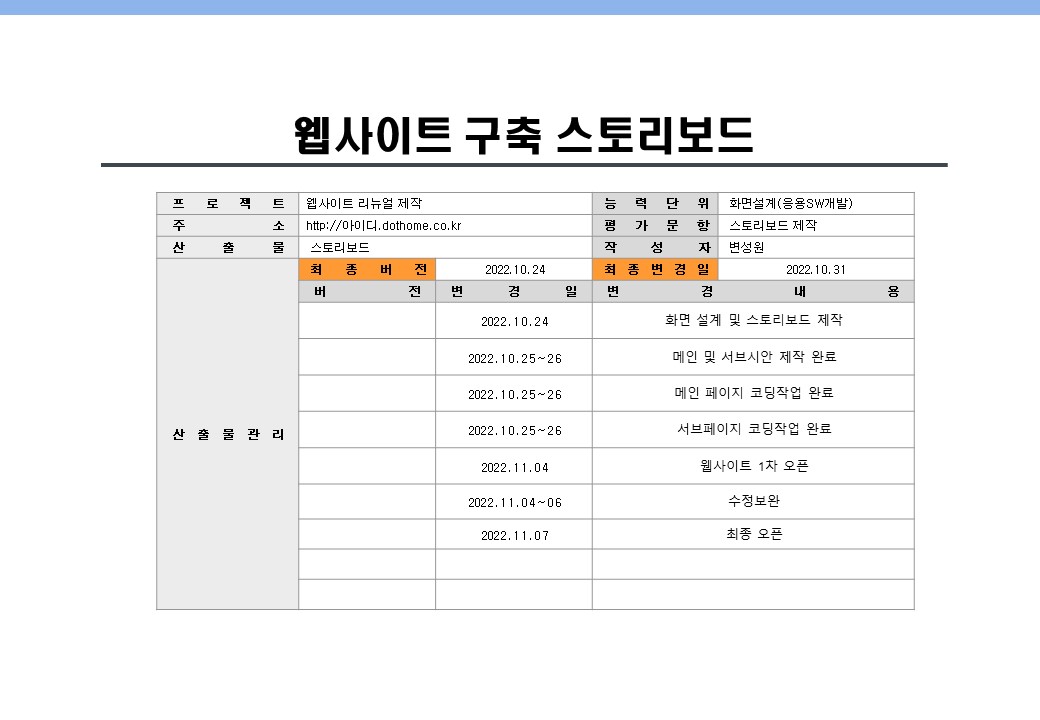 웹사이트 구축 스토리보드
프로젝트 웹사이트 리뉴얼 제작 능력단위 화면설계(응용SW개발)
주소 http://아이디.dothome.co.kr 평가문항 스토리보드 제작
산출물 스토리보드 작성자 변성원
최종버전 2022.10.24 최종변경일 2022.10.31
버전 변경일 변경내용
2022.10.24 화면 설계 및 스토리보드 제작
2022.10.25~26 메인 및 서브시안 제작 완료
2022.10.25~26 메인 페이지 코딩작업 완료
산출물관리 2022.10.25~26 서브페이지 코딩작업 완료
2022.11.04 웹사이트 1차 오픈
2022.11.04~06 수정보완
2022.11.07 최종 오픈